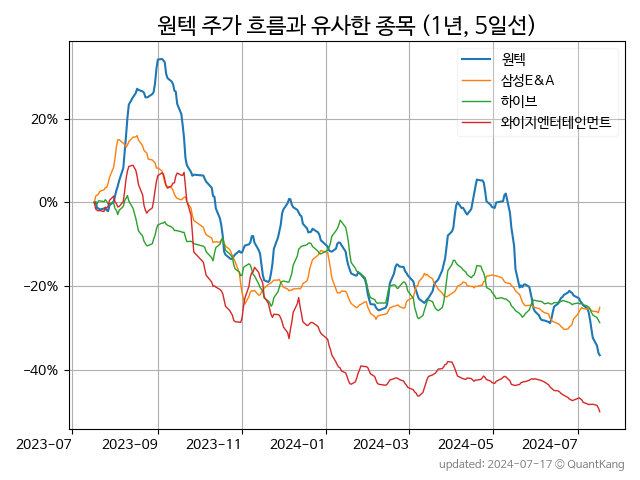 원텍 주가 흐름과 유사한 종목 (1년, 5일선)
원텍
삼성E&A
하이브
와이지엔터테인먼트
20%
0%
−20%
−40%
2023-07 2023-09 2023-11 2024-01 2024-03 2024-05 2024-07
updated: 2024-07-17 © QuantKang